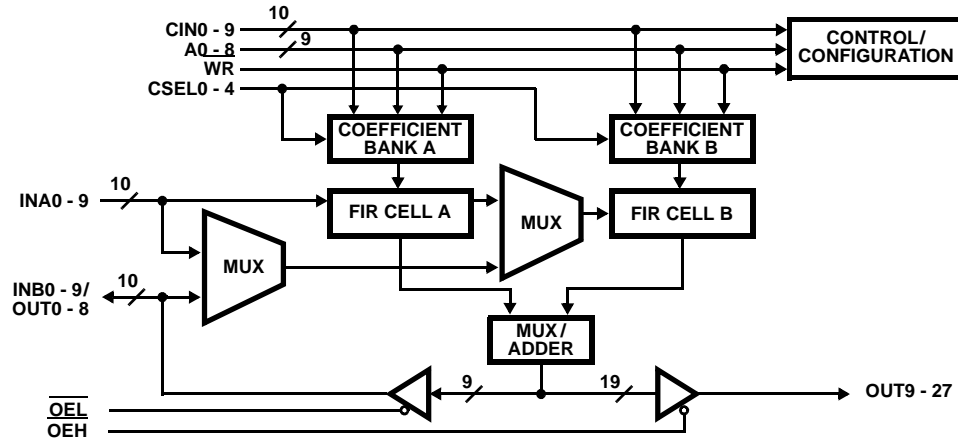 CIN0 - 9
10
A0 - 8
9
WR
CSEL0 - 4
CONTROL/
CONFIGURATION
COEFFICIENT
BANK A
COEFFICIENT
BANK B
INA0 - 9
10
FIR CELL A
MUX
FIR CELL B
MUX
INB0 - 9/
OUT0 - 8
10
MUX /
ADDER
9
19
OUT9 - 27
OEL
OEH